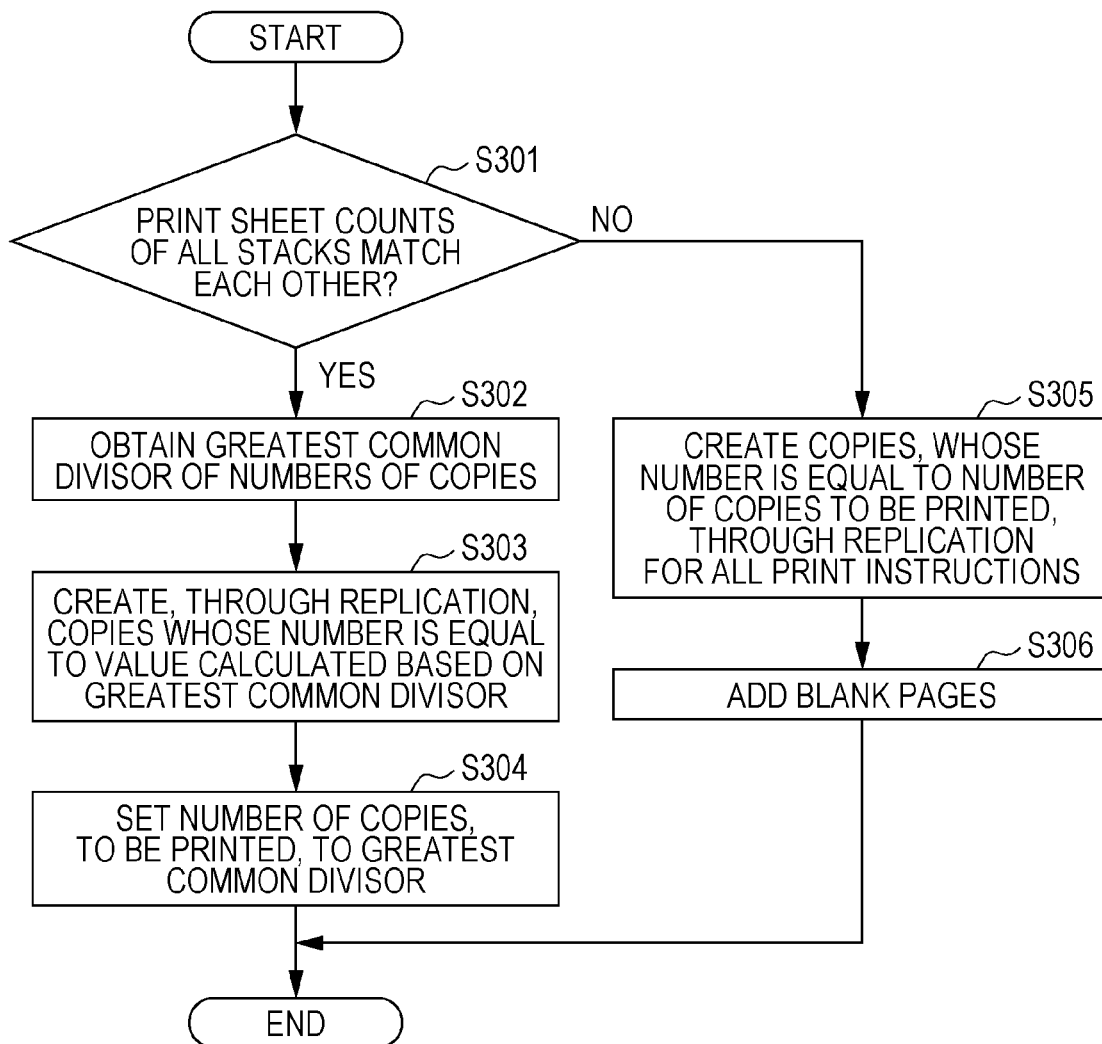 START
S301
PRINT SHEET COUNTS
OF ALL STACKS MATCH
EACH OTHER?
NO
YES
S302
OBTAIN GREATEST COMMON
DIVISOR OF NUMBERS OF COPIES
S303
CREATE, THROUGH REPLICATION,
COPIES WHOSE NUMBER IS EQUAL
TO VALUE CALCULATED BASED ON
GREATEST COMMON DIVISOR
S304
SET NUMBER OF COPIES,
TO BE PRINTED, TO GREATEST
COMMON DIVISOR
S305
CREATE COPIES, WHOSE
NUMBER IS EQUAL TO NUMBER
OF COPIES TO BE PRINTED,
THROUGH REPLICATION
FOR ALL PRINT INSTRUCTIONS
S306
ADD BLANK PAGES
END